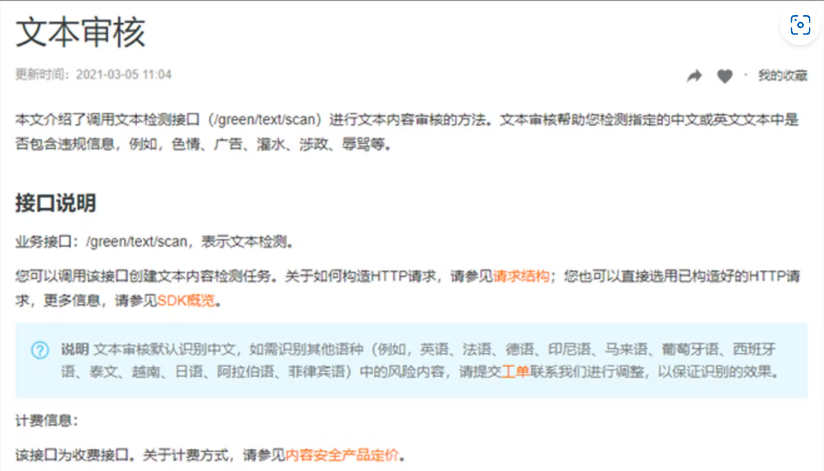 文本审核
更新时间：2021-03-05 11:04
我的收藏
本文介绍了调用文本检测接口（/green/text/scan）进行文本内容审核的方法。文本审核帮助您检测指定的中文或英文文本中是
否包含违规信息，例如，色情、广告、灌水、涉政、辱骂等。
接口说明
业务接口：/green/text/scan，表示文本检测。
您可以调用该接口创建文本内容检测任务。关于如何构造HTTP请求，请参见请求结构；您也可以直接选用已构造好的HTTP请
求，更多信息，请参见SDK概览。
说明 文本审核默认识别中文，如需识别其他语种（例如，英语、法语、德语、印尼语、马来语、葡萄牙语、西班牙
语、泰文、越南、日语、阿拉伯语、菲律宾语）中的风险内容，请提交工单联系我们进行调整，以保证识别的效果。
计费信息：
该接口为收费接口。关于计费方式，请参见内容安全产品定价。